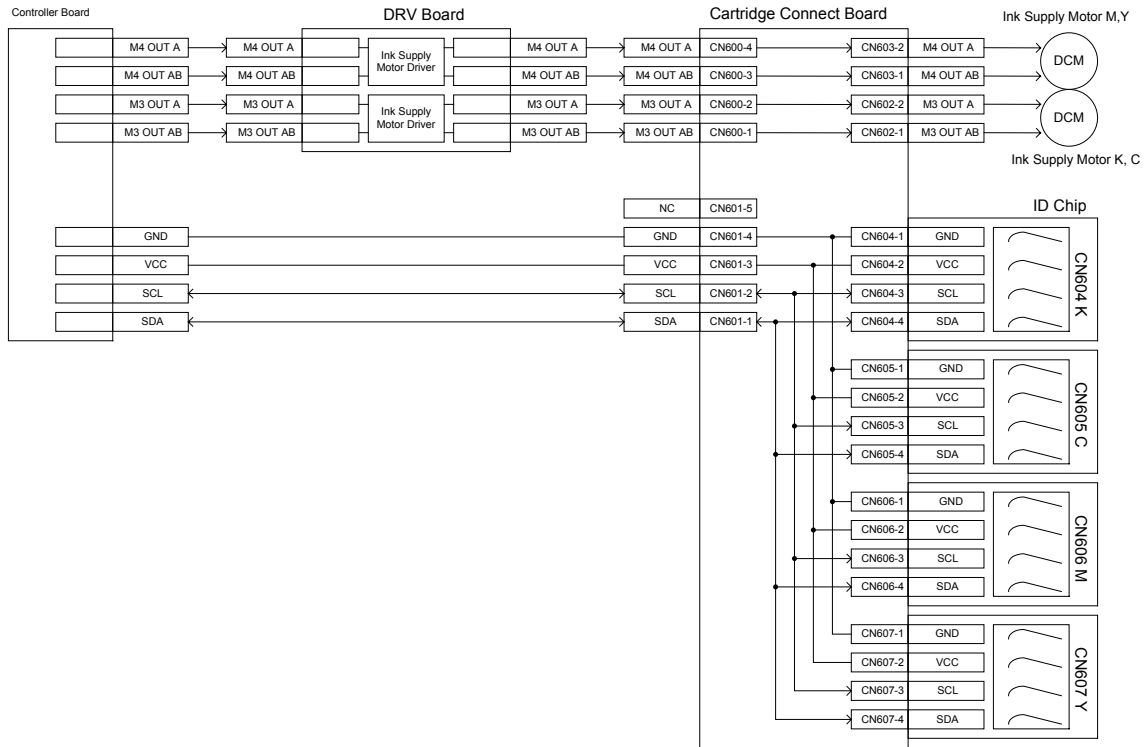 Controller Board
DRV Board
Cartridge Connect Board
Ink Supply Motor M,Y
M4 OUT A M4 OUT A M4 OUT A M4 OUT A CN600-4 CN603-2 M4 OUT A
Ink Supply
Motor Driver
DCM
M4 OUT AB M4 OUT AB M4 OUT AB M4 OUT AB CN600-3 CN603-1 M4 OUT AB
M3 OUT A M3 OUT A M3 OUT A M3 OUT A CN600-2 CN602-2 M3 OUT A
Ink Supply
Motor Driver
DCM
M3 OUT AB M3 OUT AB M3 OUT AB M3 OUT AB CN600-1 CN602-1 M3 OUT AB
Ink Supply Motor K, C
NC CN601-5
ID Chip
GND GND CN601-4 CN604-1 GND
VCC VCC CN601-3 CN604-2 VCC
SCL SCL CN601-2 CN604-3 SCL
SDA SDA CN601-1 CN604-4 SDA
CN604 K
CN605-1 GND
CN605-2 VCC
CN605-3 SCL
CN605-4 SDA
CN605 C
CN606-1 GND
CN606-2 VCC
CN606-3 SCL
CN606-4 SDA
CN606 M
CN607-1 GND
CN607-2 VCC
CN607-3 SCL
CN607-4 SDA
CN607 Y